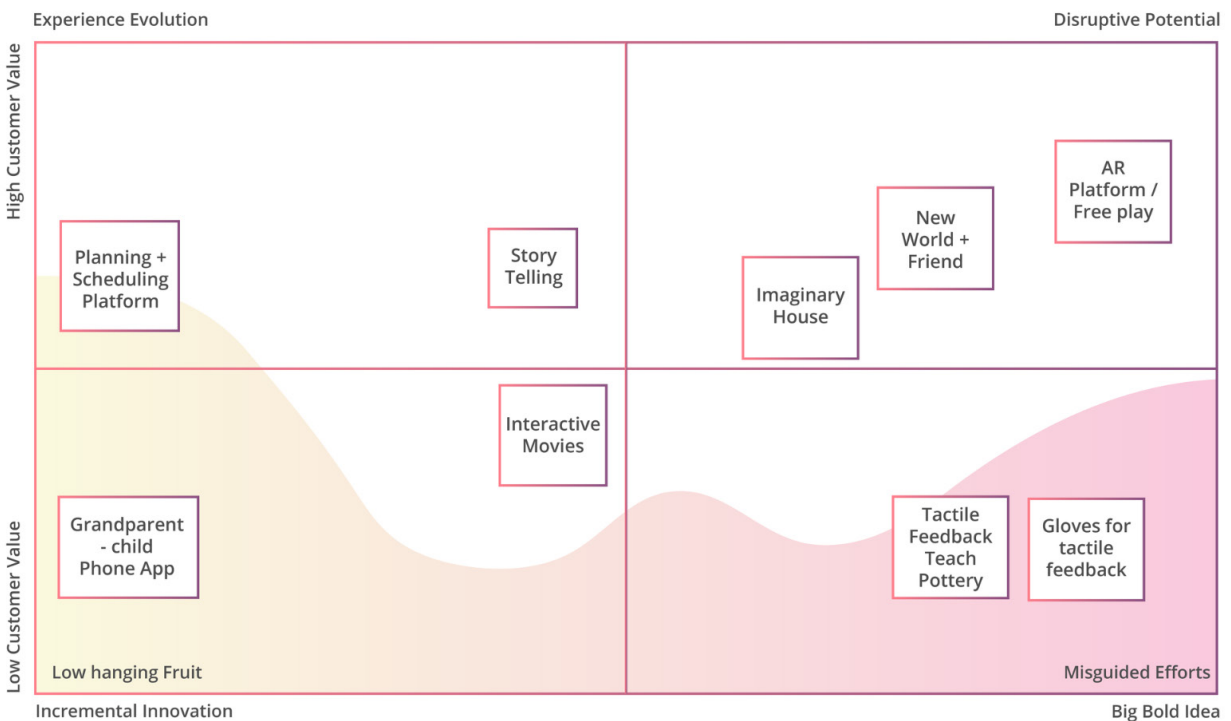 Experience Evolution
Disruptive Potential
High Customer Value
AR
Platform /
Free play
New
World +
Friend
Planning +
Scheduling
Platform
Story
Telling
Imaginary
House
Interactive
Movies
Low Customer Value
Grandparent
- child
Phone App
Tactile
Feedback
Teach
Pottery
Gloves for
tactile
feedback
Low hanging Fruit
Misguided Efforts
Incremental Innovation
Big Bold Idea